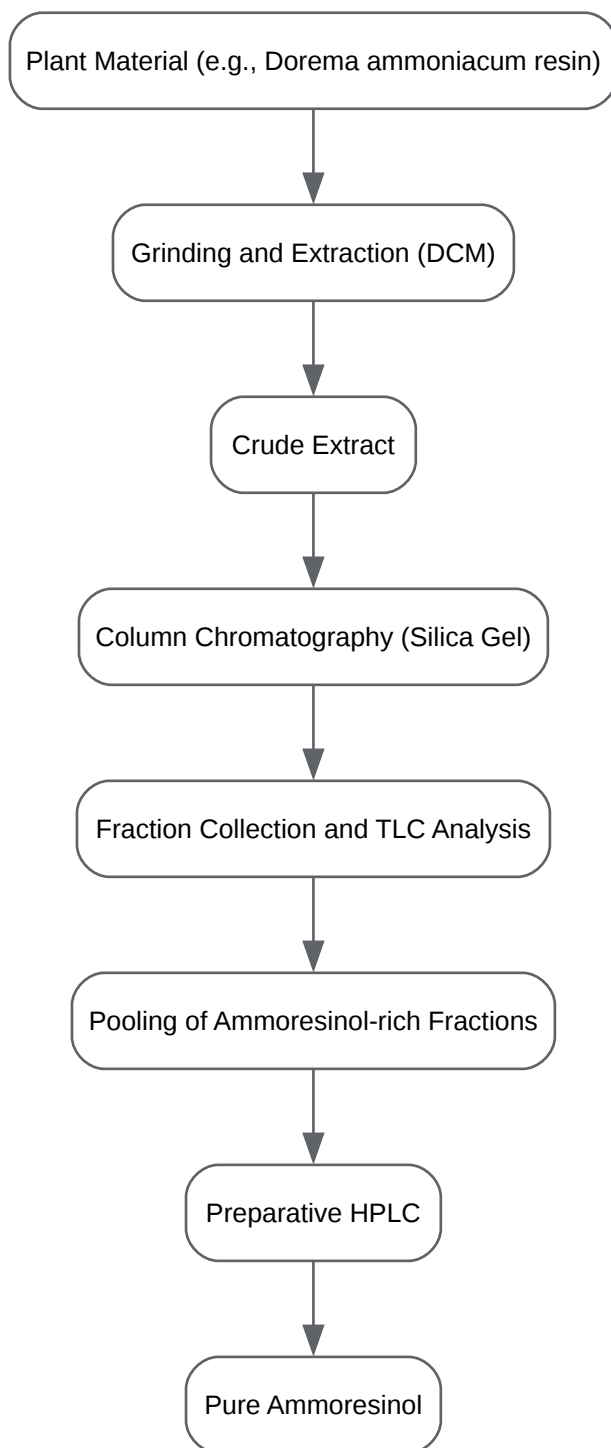 Plant Material (e.g., Dorema ammoniacum resin)
Grinding and Extraction (DCM)
Crude Extract
Column Chromatography (Silica Gel)
Fraction Collection and TLC Analysis
Pooling of Ammoresinol-rich Fractions
Preparative HPLC
Pure Ammoresinol